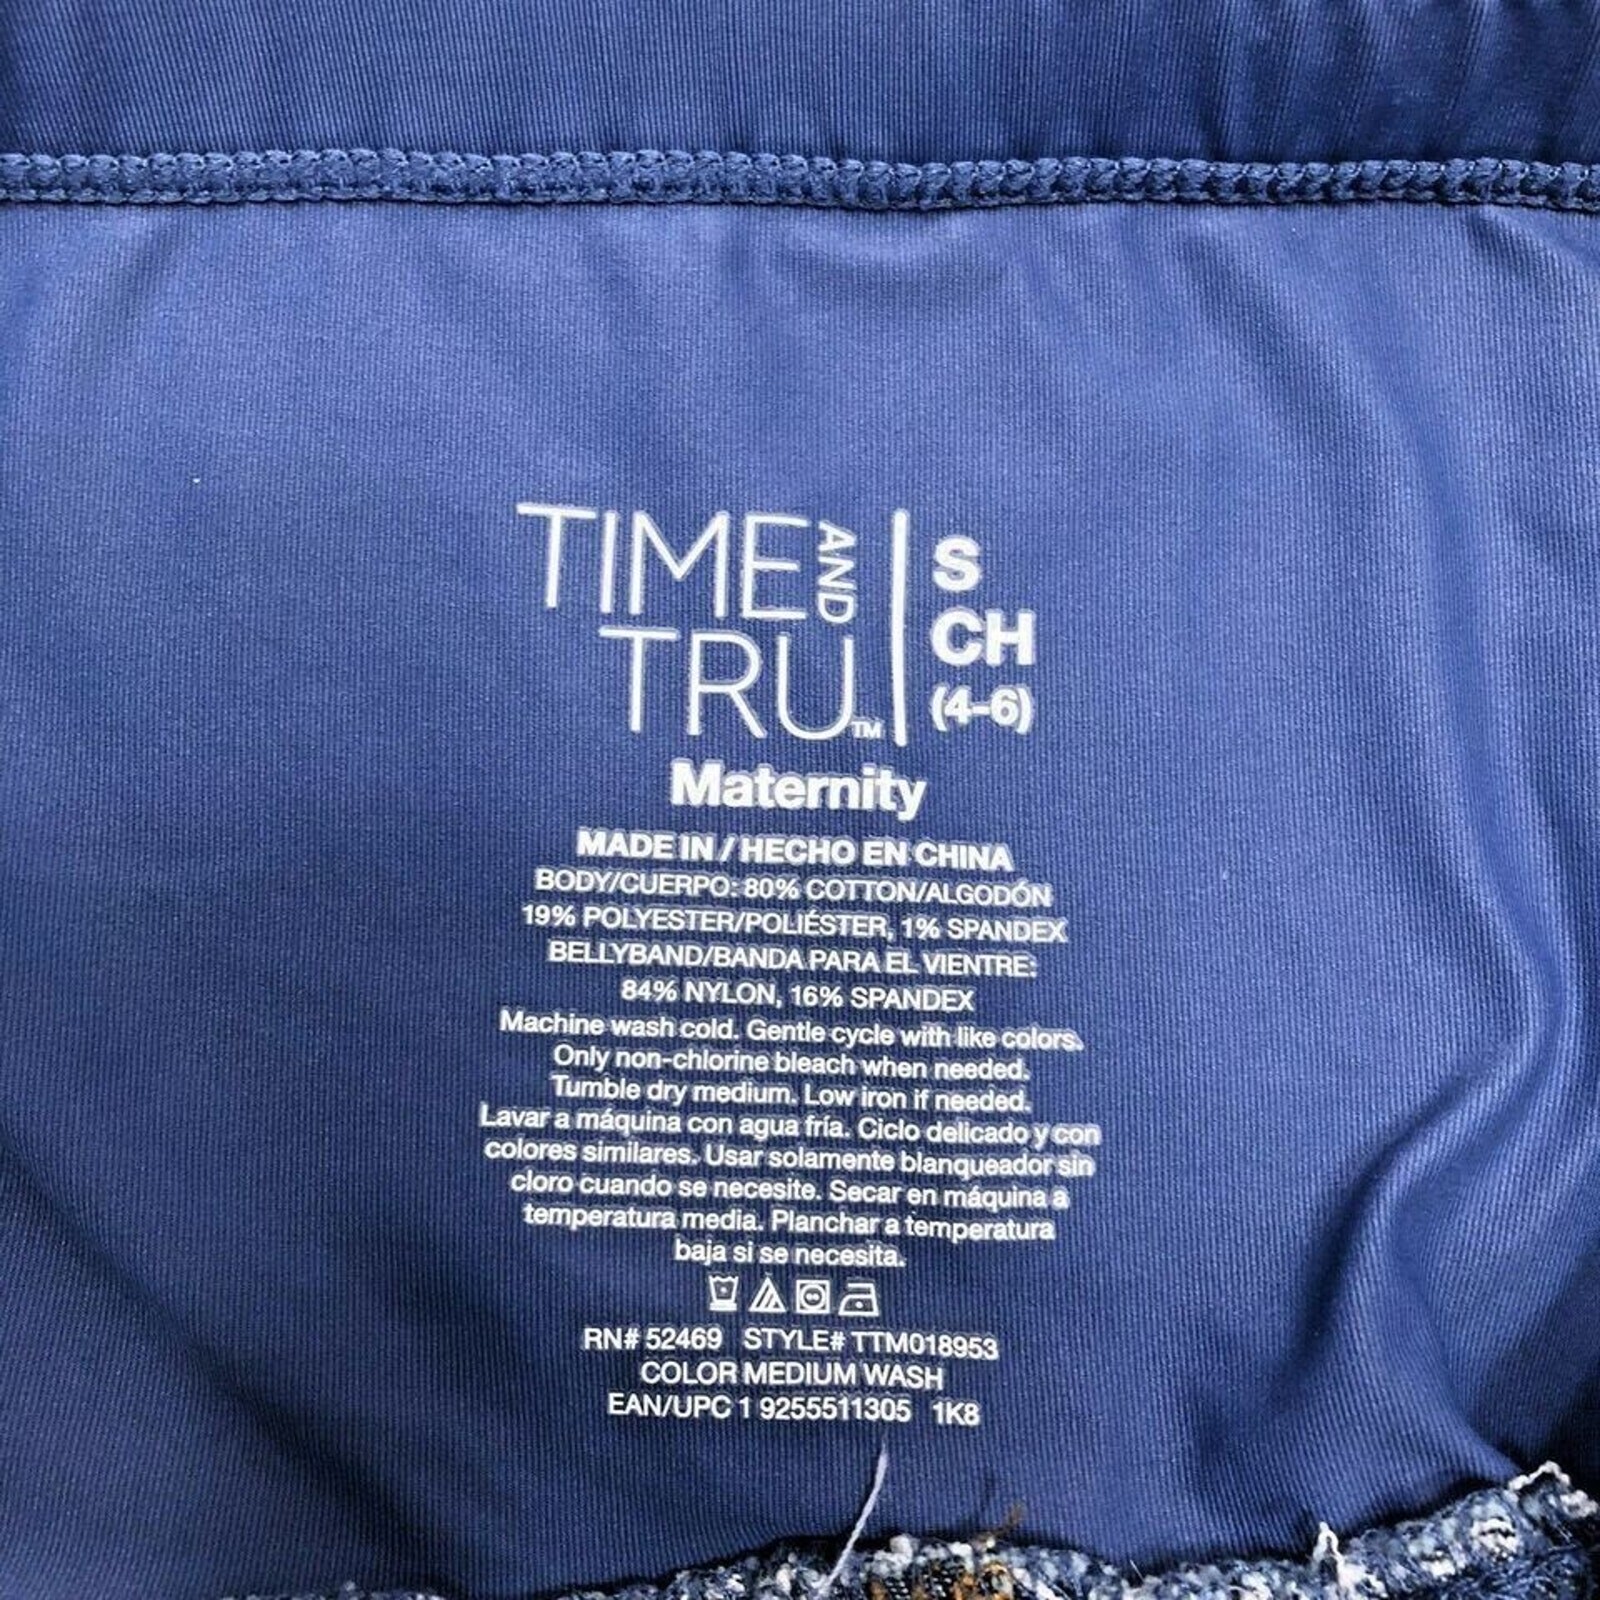 TIME AND
TRU™
S
CH
(4-6)
Maternity
MADE IN / HECHO EN CHINA
BODY/CUERPO: 80% COTTON/ALGODÓN
19% POLYESTER/POLIÉSTER, 1% SPANDEX
BELLYBAND/BANDA PARA EL VIENTRE:
84% NYLON, 16% SPANDEX
Machine wash cold. Gentle cycle with like colors.
Only non-chlorine bleach when needed.
Tumble dry medium. Low iron if needed.
Lavar a máquina con agua fría. Ciclo delicado y con
colores similares. Usar solamente blanqueador sin
cloro cuando se necesite. Secar en máquina a
temperatura media. Planchar a temperatura
baja si se necesita.
RN# 52469 STYLE# TTM018953
COLOR MEDIUM WASH
EAN/UPC 1 9255511305 1K8